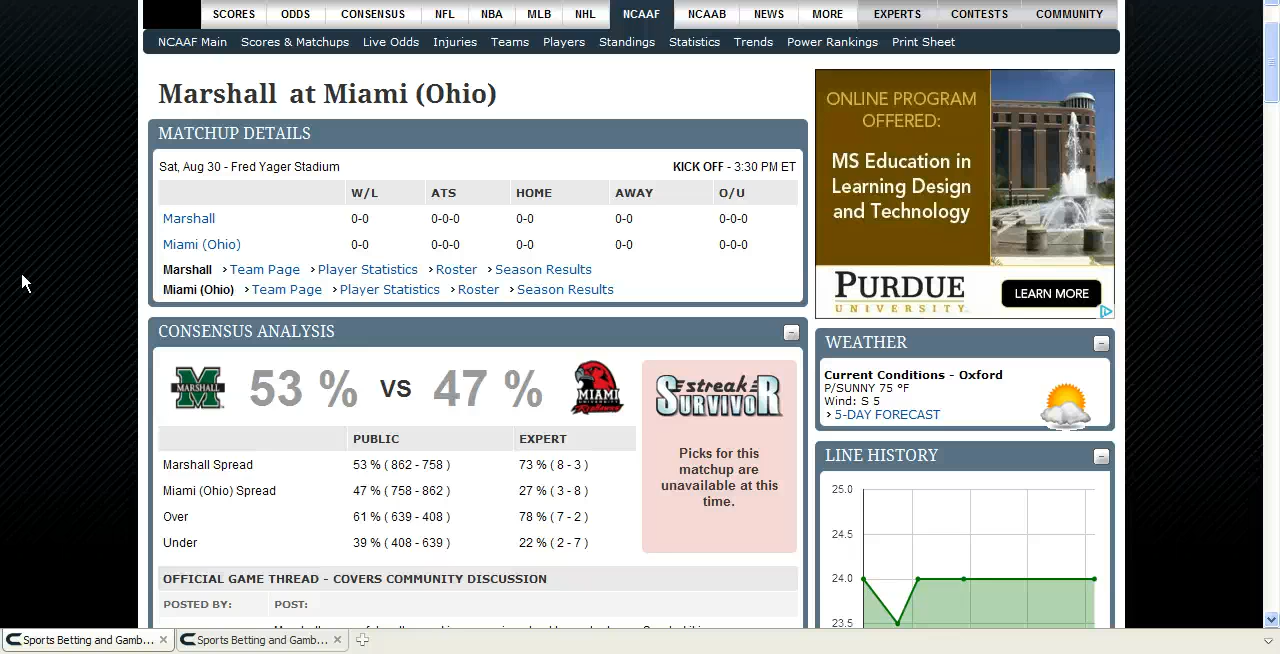 SCORES ODDS CONSENSUS NFL NBA MLB NHL NCAAF NCAAB NEWS MORE EXPERTS CONTESTS COMMUNITY
NCAAF Main Scores & Matchups Live Odds Injuries Teams Players Standings Statistics Trends Power Rankings Print Sheet
Marshall at Miami (Ohio)
MATCHUP DETAILS
Sat, Aug 30 - Fred Yager Stadium KICK OFF - 3:30 PM ET
W/L ATS HOME AWAY O/U
Marshall 0-0 0-0-0 0-0 0-0 0-0-0
Miami (Ohio) 0-0 0-0-0 0-0 0-0 0-0-0
Marshall Team Page Player Statistics Roster Season Results
Miami (Ohio) Team Page Player Statistics Roster Season Results
CONSENSUS ANALYSIS
MARSHALL 53 % VS 47 % MIAMI
PUBLIC EXPERT
Marshall Spread 53 % ( 862 - 758 ) 73 % ( 8 - 3 )
Miami (Ohio) Spread 47 % ( 758 - 862 ) 27 % ( 3 - 8 )
Over 61 % ( 639 - 408 ) 78 % ( 7 - 2 )
Under 39 % ( 408 - 639 ) 22 % ( 2 - 7 )
streak
SURVIVOR
Picks for this
matchup are
unavailable at this
time.
OFFICIAL GAME THREAD - COVERS COMMUNITY DISCUSSION
POSTED BY: POST:
ONLINE PROGRAM
OFFERED:
MS Education in
Learning Design
and Technology
PURDUE
UNIVERSITY
LEARN MORE
WEATHER
Current Conditions - Oxford
P/SUNNY 75 °F
Wind: S 5
5-DAY FORECAST
LINE HISTORY
25.0
24.5
24.0
23.5
Sports Betting and Gamb... Sports Betting and Gamb...